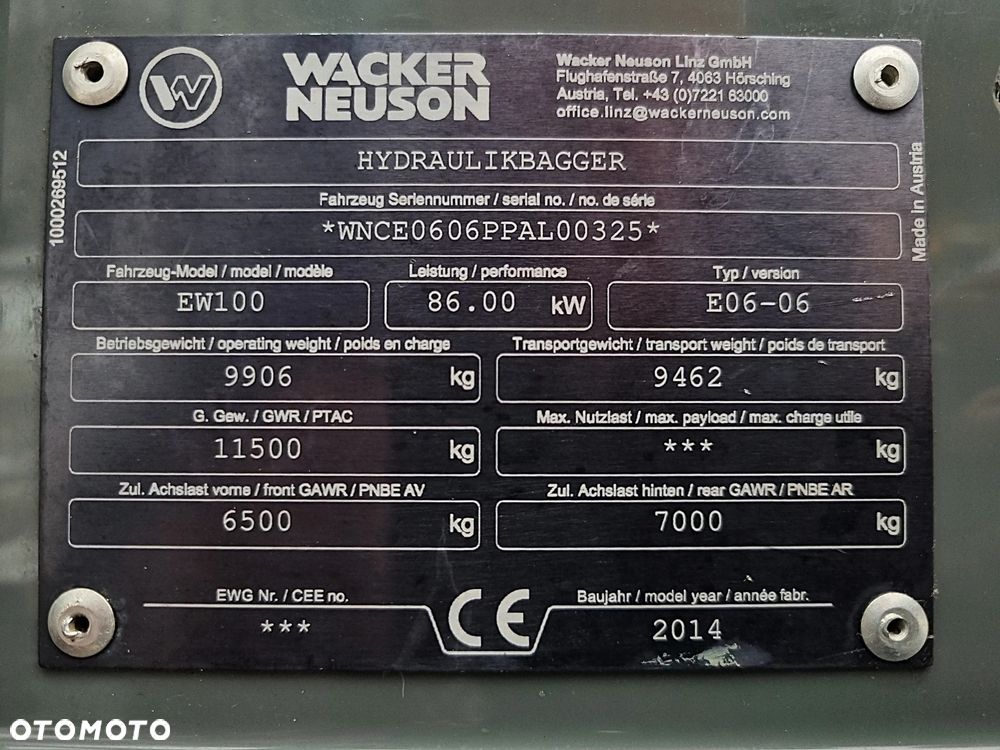 W
WACKER
NEUSON
Wacker Neuson Linz GmbH
Flughafenstraße 7, 4063 Hörsching
Austria, Tel. +43 (0)7221 63000
office.linz@wackerneuson.com
1000269512
HYDRAULIKBAGGER
Made in Austria
Fahrzeug Seriennummer / serial no. / no. de série
*WNCE0606PPAL00325*
Fahrzeug-Model / model / modèle
EW100
Leistung / performance
86.00 kW
Typ / version
E06-06
Betriebsgewicht / operating weight / poids en charge
9906 kg
Transportgewicht / transport weight / poids de transport
9462 kg
G. Gew. / GWR / PTAC
11500 kg
Max. Nutzlast / max. payload / max. charge utile
*** kg
Zul. Achslast vorne / front GAWR / PNBE AV
6500 kg
Zul. Achslast hinten / rear GAWR / PNBE AR
7000 kg
EWG Nr. / CEE no.
***
CE
Baujahr / model year / année fabr.
2014
OTOMOTO